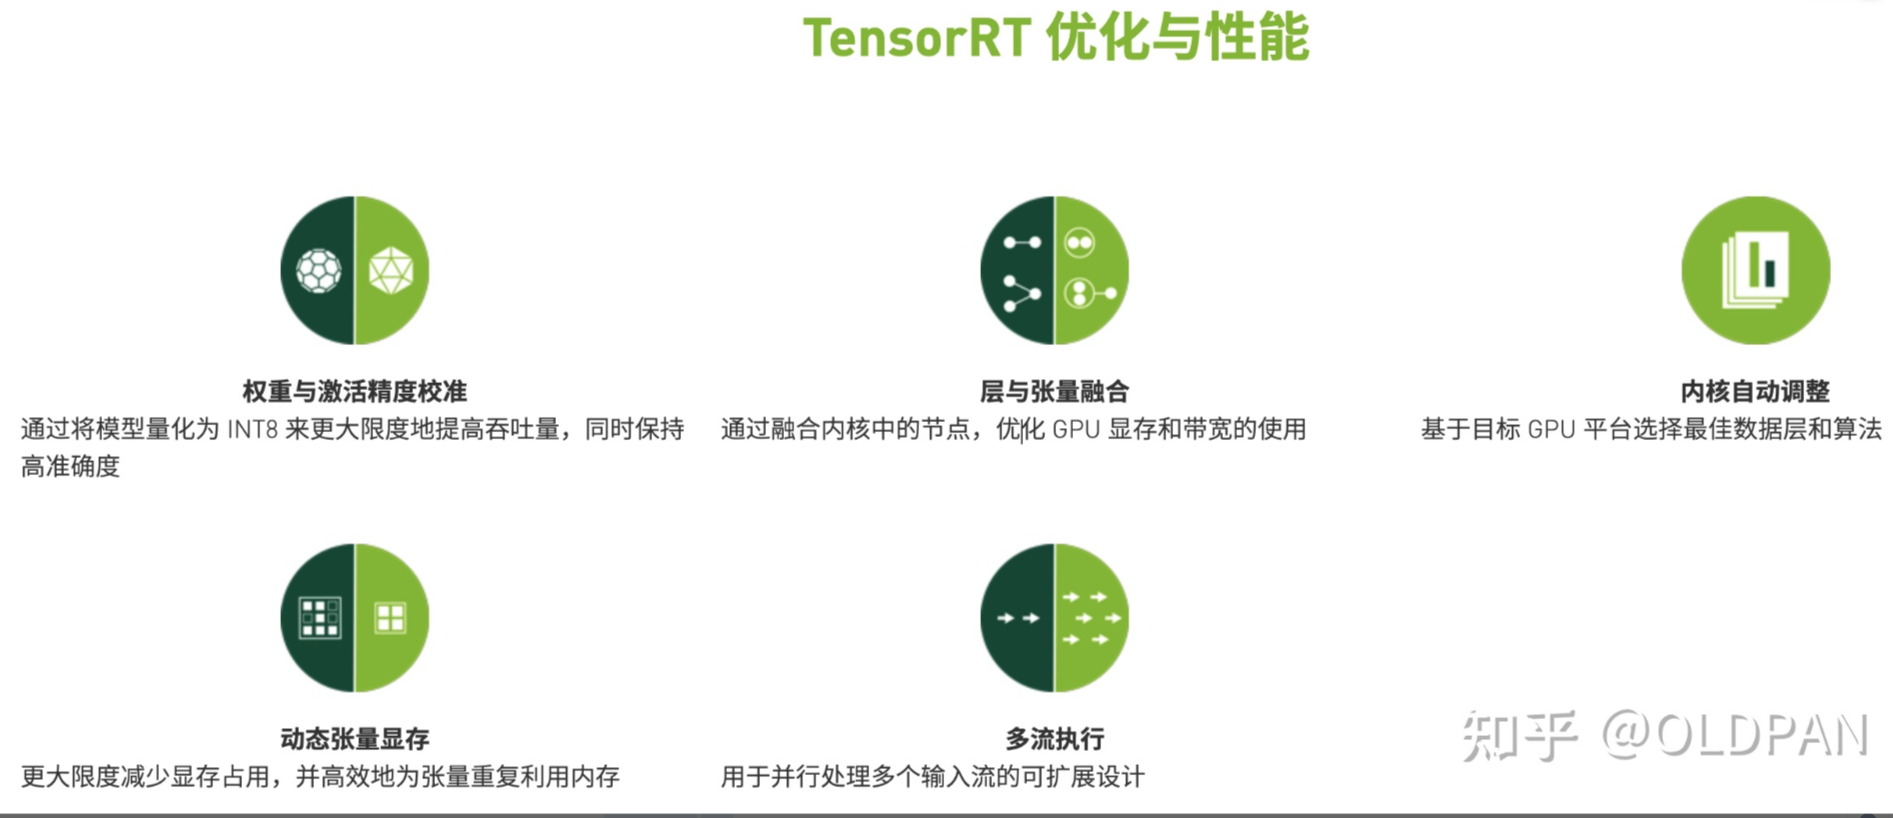 TensorRT 优化与性能
权重与激活精度校准
通过将模型量化为 INT8 来更大限度地提高吞吐量，同时保持
高准确度
层与张量融合
通过融合内核中的节点，优化 GPU 显存和带宽的使用
内核自动调整
基于目标 GPU 平台选择最佳数据层和算法
动态张量显存
更大限度减少显存占用，并高效地为张量重复利用内存
多流执行
用于并行处理多个输入流的可扩展设计
知乎 @OLDPAN